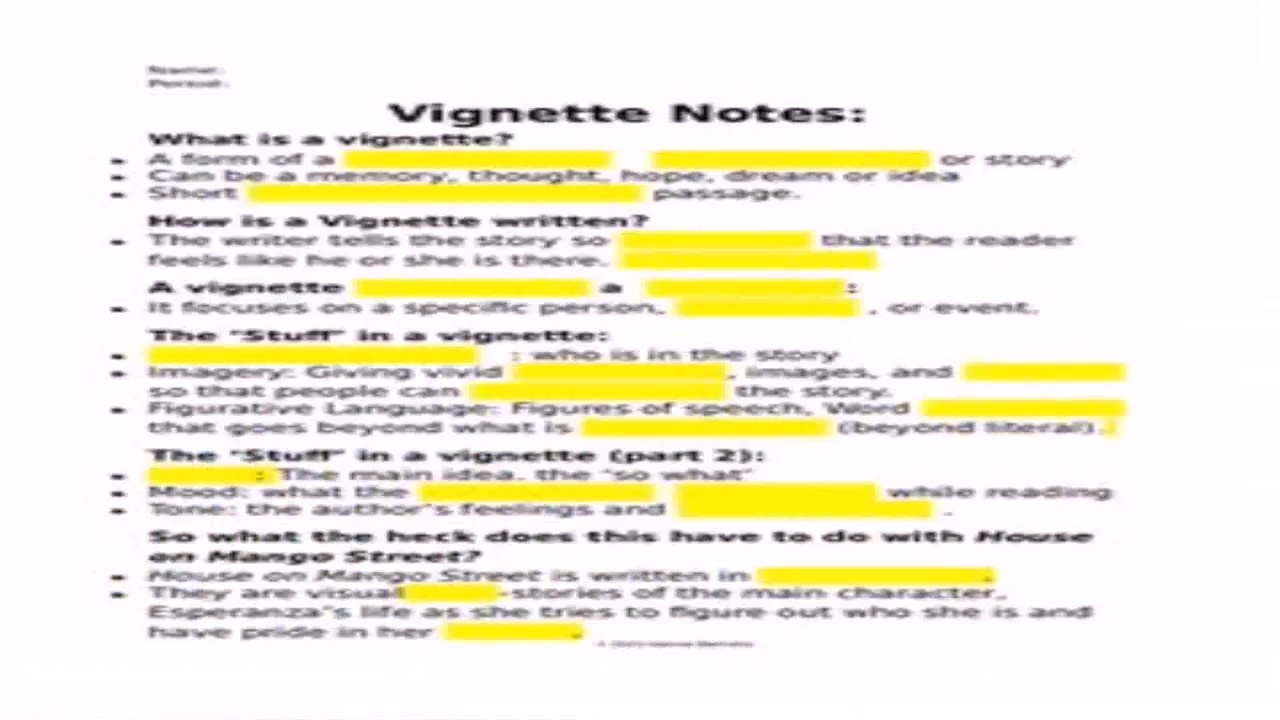 Name:
Period:
Vignette Notes:
What is a vignette?
A form of a or story
Can be a memory, thought, hope, dream or idea
Short passage.
How is a Vignette written?
The writer tells the story so that the reader
feels like he or she is there.
A vignette a :
It focuses on a specific person, , or event.
The "Stuff" in a vignette:
: who is in the story
Imagery: Giving vivid , images, and
so that people can the story.
Figurative Language: Figures of speech, Word
that goes beyond what is (beyond literal).
The "Stuff" in a vignette (part 2):
: The main idea, the "so what"
Mood: what the while reading
Tone: the author's feelings and .
So what the heck does this have to do with House
on Mango Street?
House on Mango Street is written in .
They are visual -stories of the main character,
Esperanza's life as she tries to figure out who she is and
have pride in her .